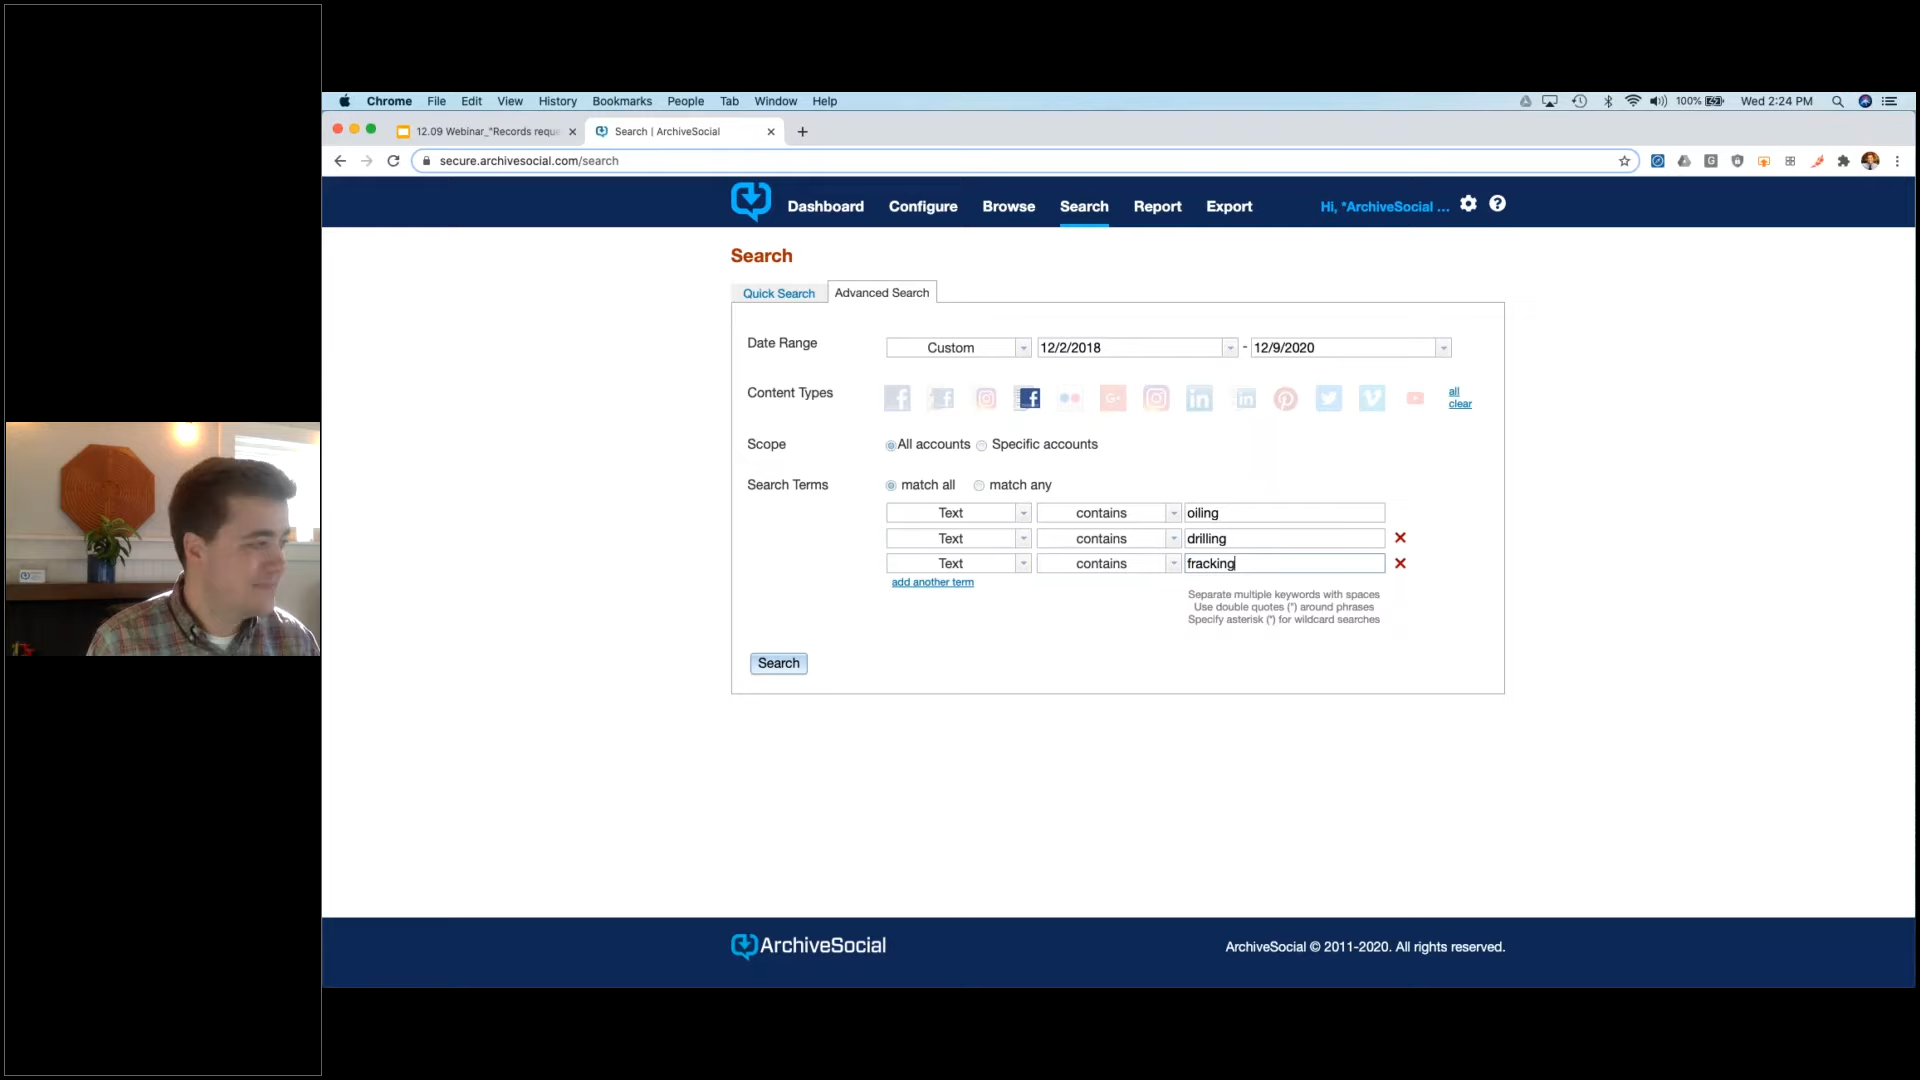 Chrome File Edit View History Bookmarks People Tab Window Help
100% Wed 2:24 PM
12.09 Webinar_"Records reque
Search | ArchiveSocial
secure.archivesocial.com/search
Dashboard Configure Browse Search Report Export
Hi, *ArchiveSocial ...
Search
Quick Search Advanced Search
Date Range Custom 12/2/2018 - 12/9/2020
Content Types all
clear
Scope All accounts Specific accounts
Search Terms match all match any
Text contains oiling
Text contains drilling
Text contains fracking
add another term
Separate multiple keywords with spaces
Use double quotes (") around phrases
Specify asterisk (*) for wildcard searches
Search
ArchiveSocial
ArchiveSocial © 2011-2020. All rights reserved.